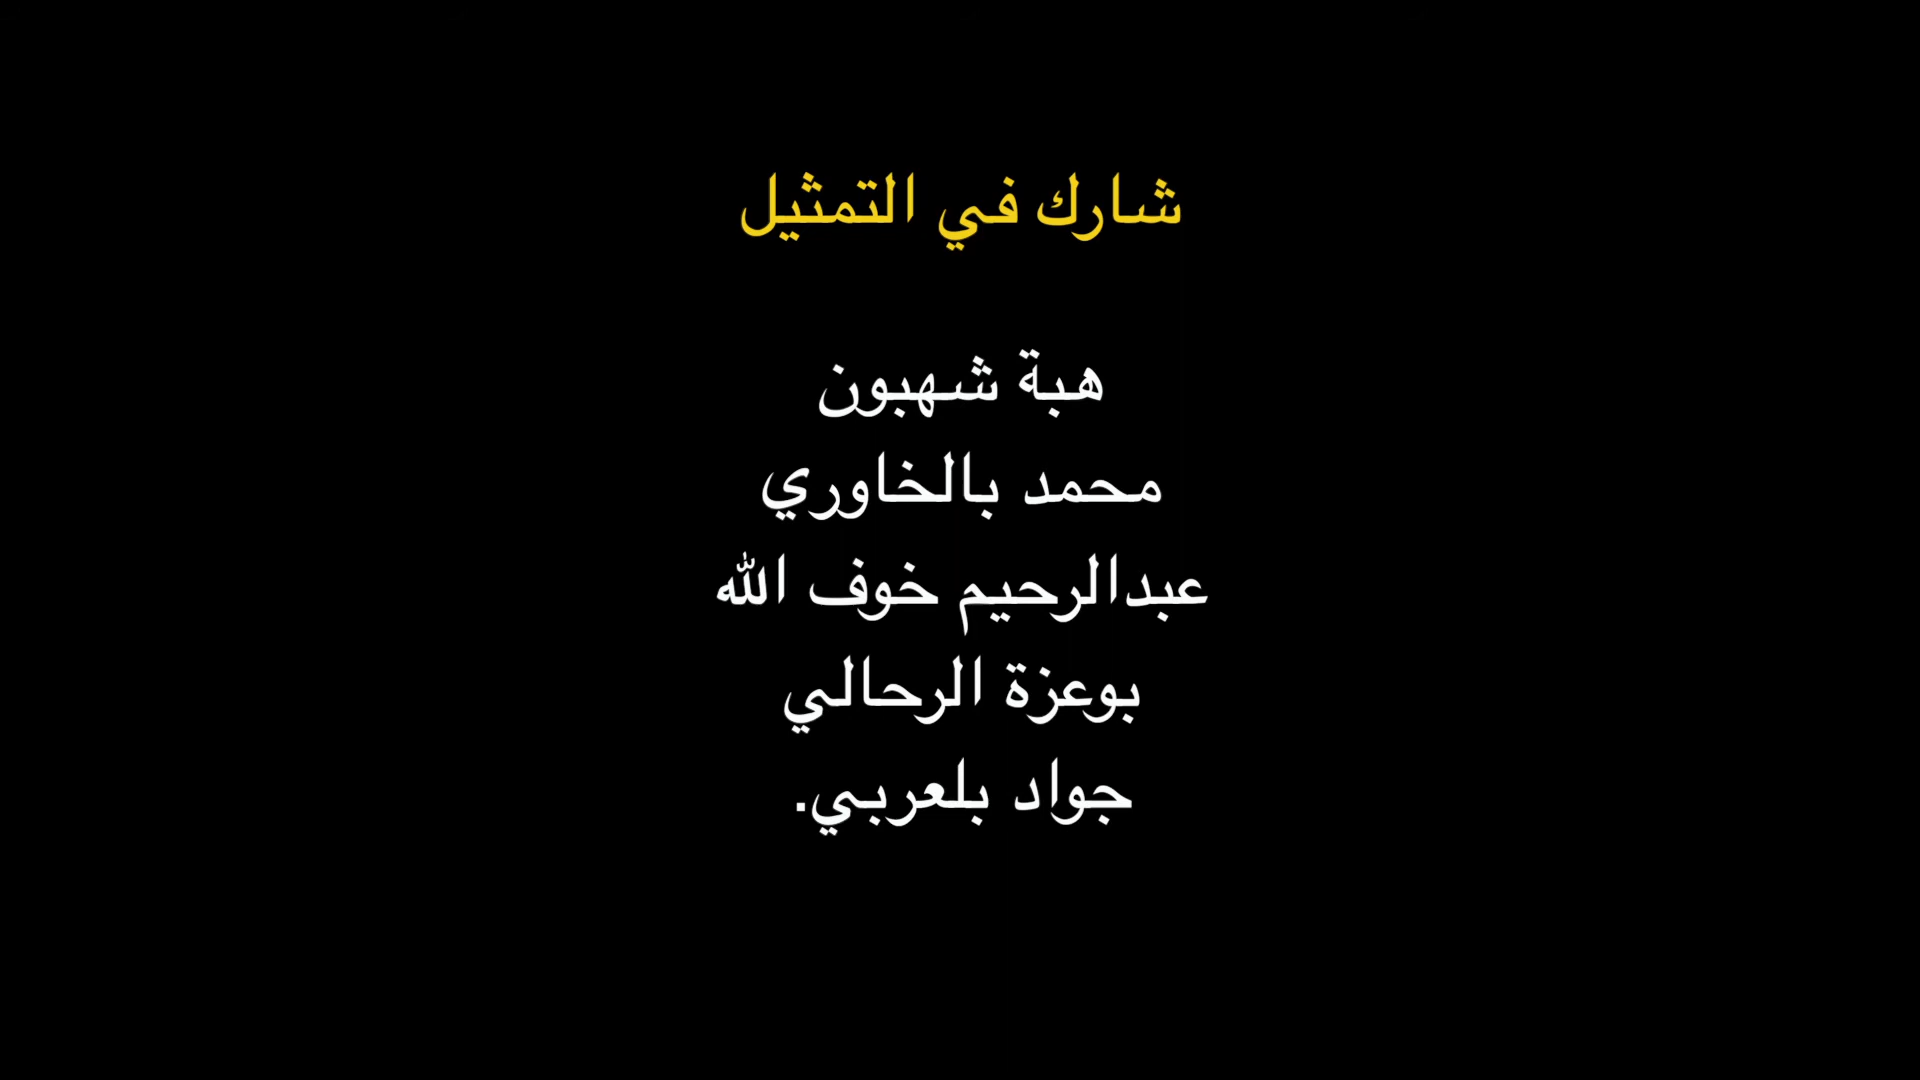 شارك في التمثيل
هبة شهبون
محمد بالخاوري
عبدالرحيم خوف الله
بوعزة الرحالي
جواد بلعربي.